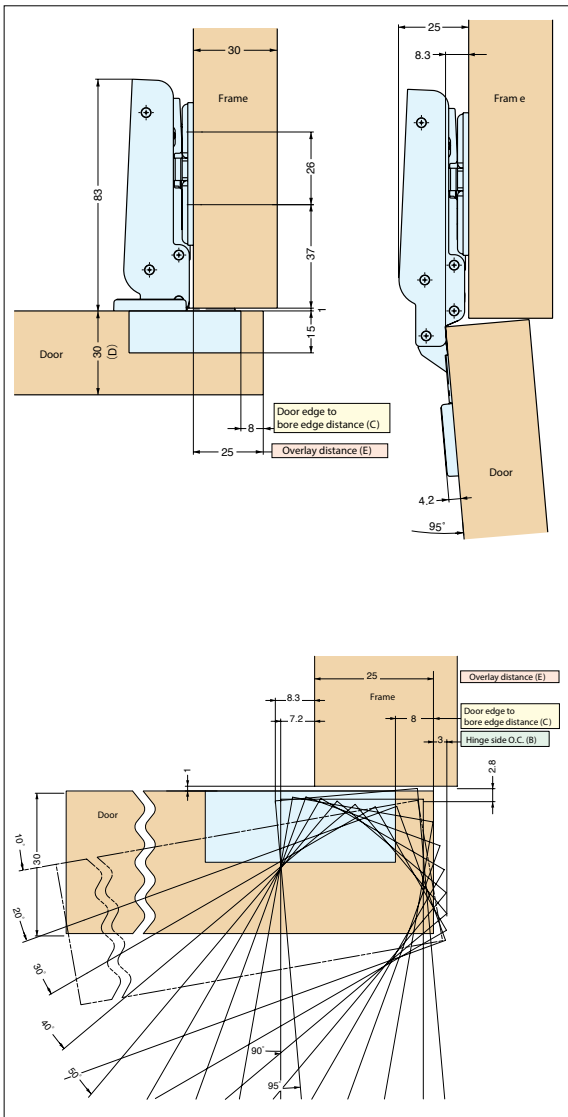 30
Frame
83
26
37
1
15
Door
30
(D)
8
Door edge to
bore edge distance (C)
25
Overlay distance (E)
25
8.3
Fram e
Door
4.2
95°
25
Overlay distance (E)
8.3
Frame
7.2
8
Door edge to
bore edge distance (C)
3
Hinge side O.C. (B)
2.8
1
Door
30
10°
20°
30°
40°
50°
90°
95°